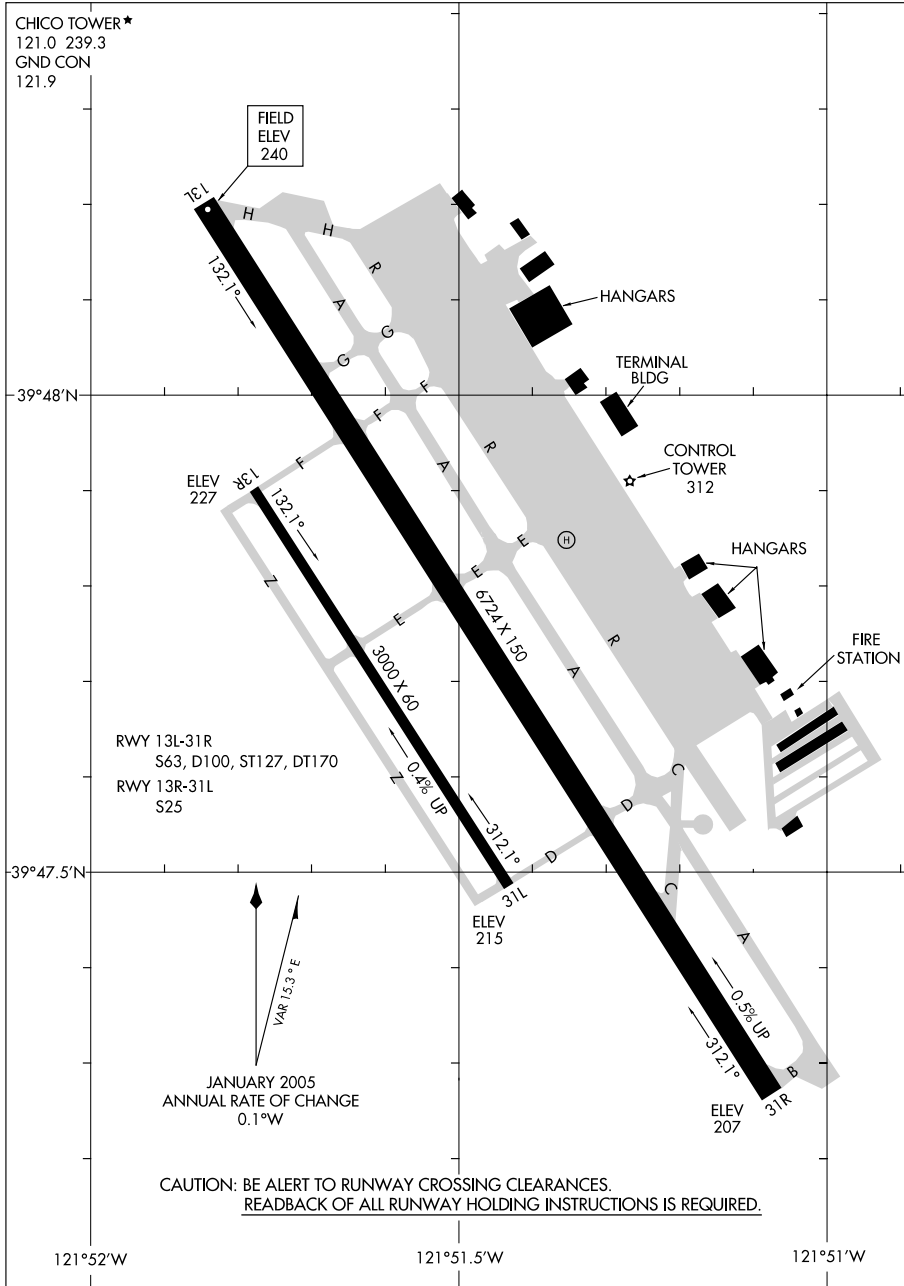 CHICO TOWER★
121.0 239.3
GND CON
121.9
FIELD
ELEV
240
13L
H
H
132.1°
R
A
G
G
HANGARS
TERMINAL
BLDG
39°48'N
F
F
F
R
A
CONTROL
TOWER
312
ELEV
227
13R
132.1°
E
E
E
H
HANGARS
Z
6724 X 150
R
A
FIRE
STATION
3000 X 60
RWY 13L-31R
S63, D100, ST127, DT170
RWY 13R-31L
S25
Z
0.4% UP
C
D
312.1°
D
39°47.5'N
C
31L
ELEV
215
A
VAR 15.3° E
0.5% UP
312.1°
B
31R
ELEV
207
JANUARY 2005
ANNUAL RATE OF CHANGE
0.1°W
CAUTION: BE ALERT TO RUNWAY CROSSING CLEARANCES.
READBACK OF ALL RUNWAY HOLDING INSTRUCTIONS IS REQUIRED.
121°52'W
121°51.5'W
121°51'W